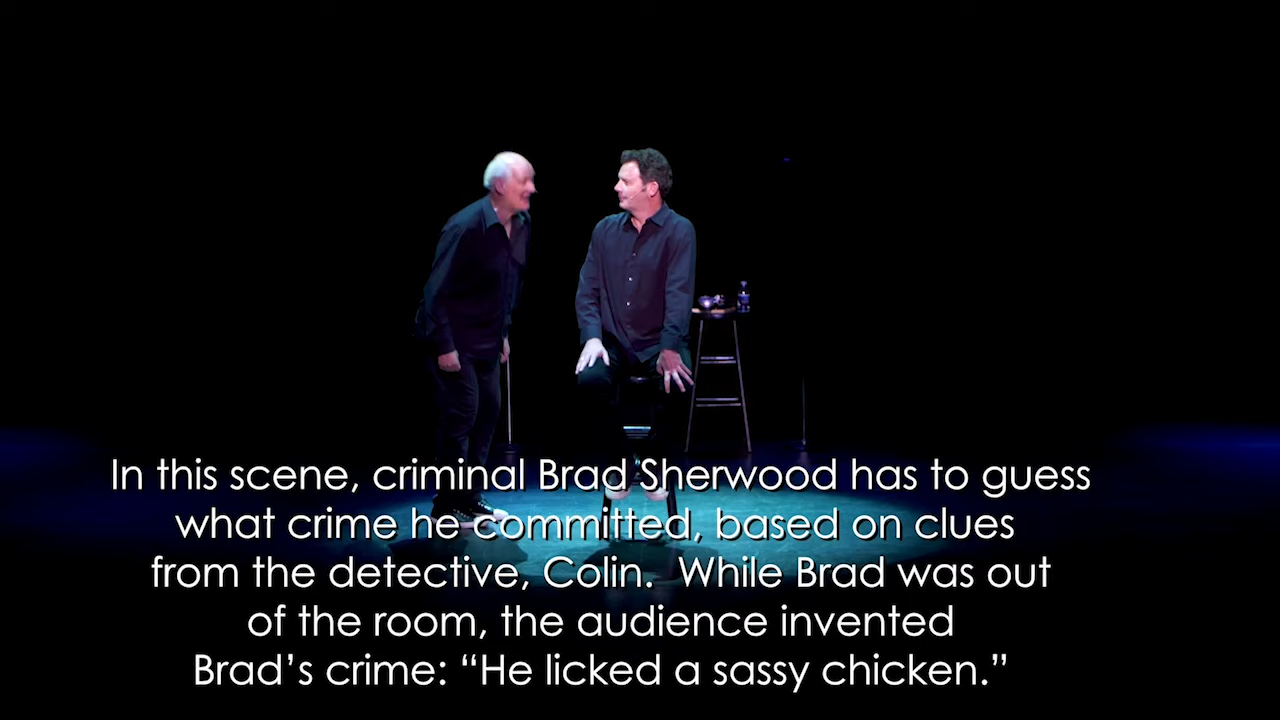 In this scene, criminal Brad Sherwood has to guess
what crime he committed, based on clues
from the detective, Colin.  While Brad was out
of the room, the audience invented
Brad’s crime: “He licked a sassy chicken.”